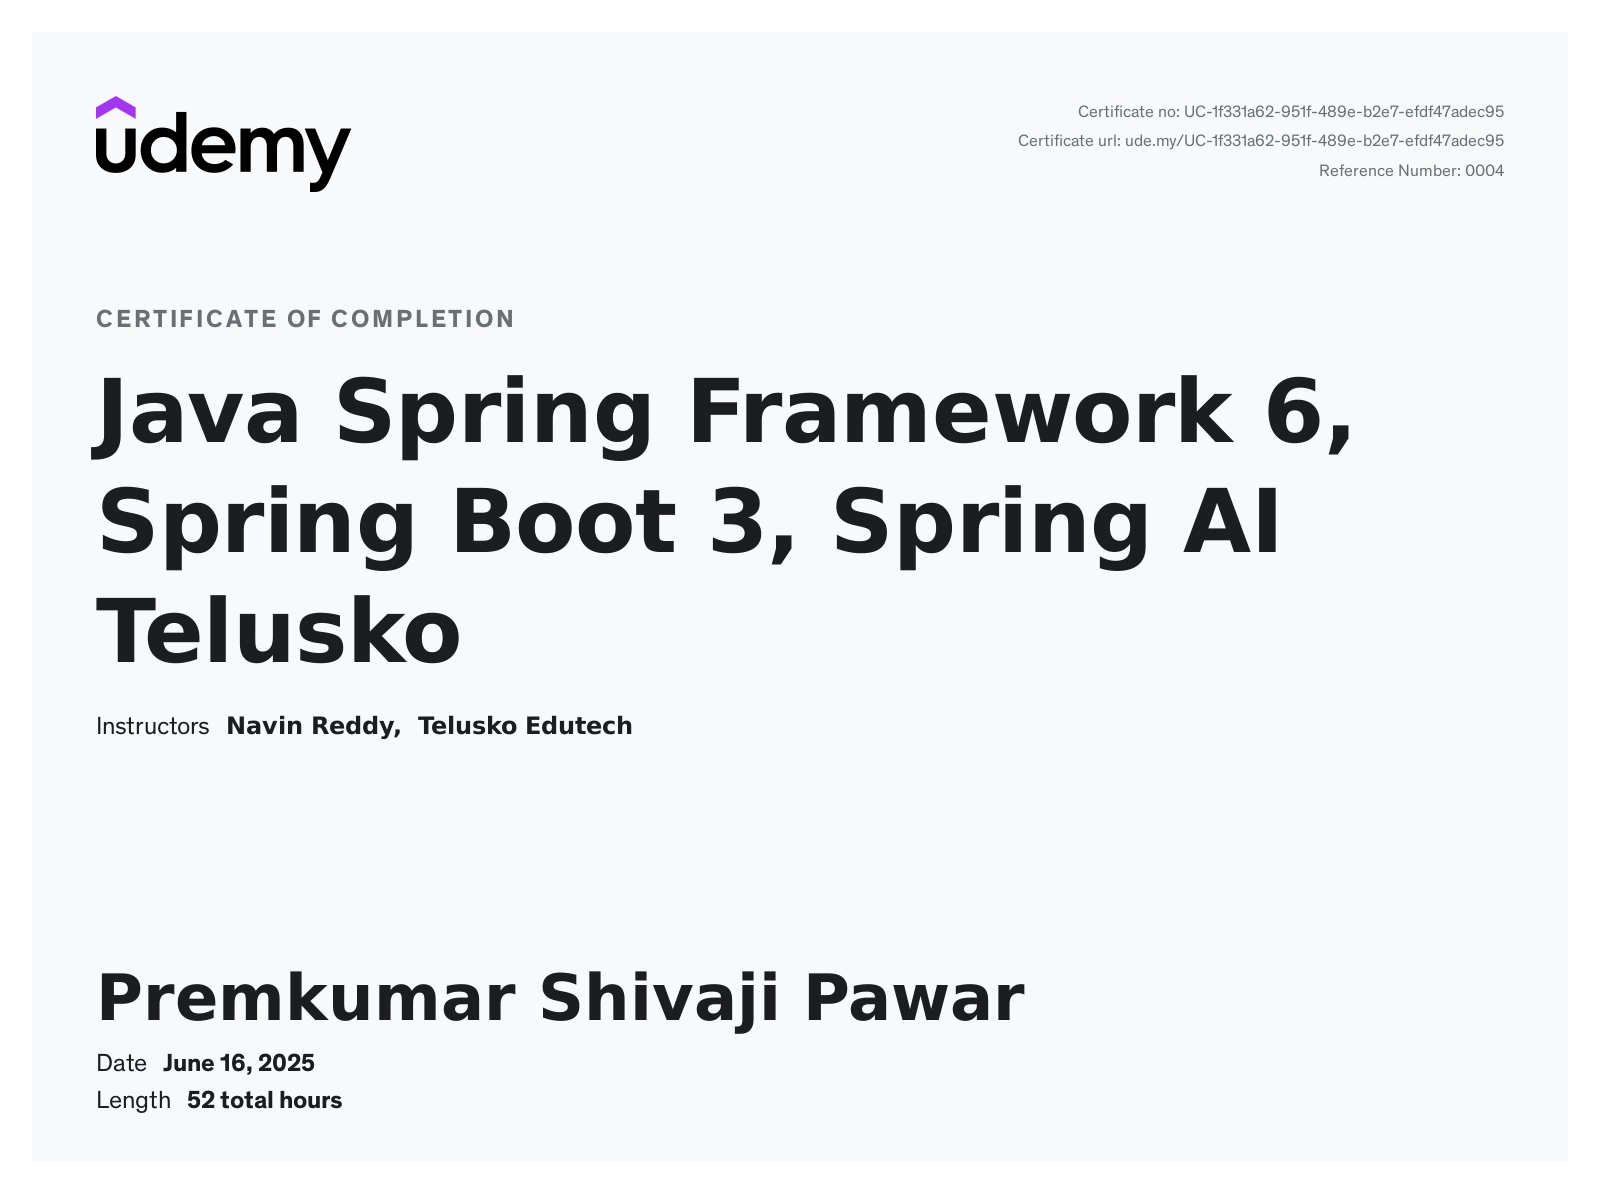 udemy
Certificate no: UC-1f331a62-951f-489e-b2e7-efdf47adec95
Certificate url: ude.my/UC-1f331a62-951f-489e-b2e7-efdf47adec95
Reference Number: 0004
CERTIFICATE OF COMPLETION
Java Spring Framework 6,
Spring Boot 3, Spring AI
Telusko
Instructors Navin Reddy, Telusko Edutech
Premkumar Shivaji Pawar
Date June 16, 2025
Length 52 total hours